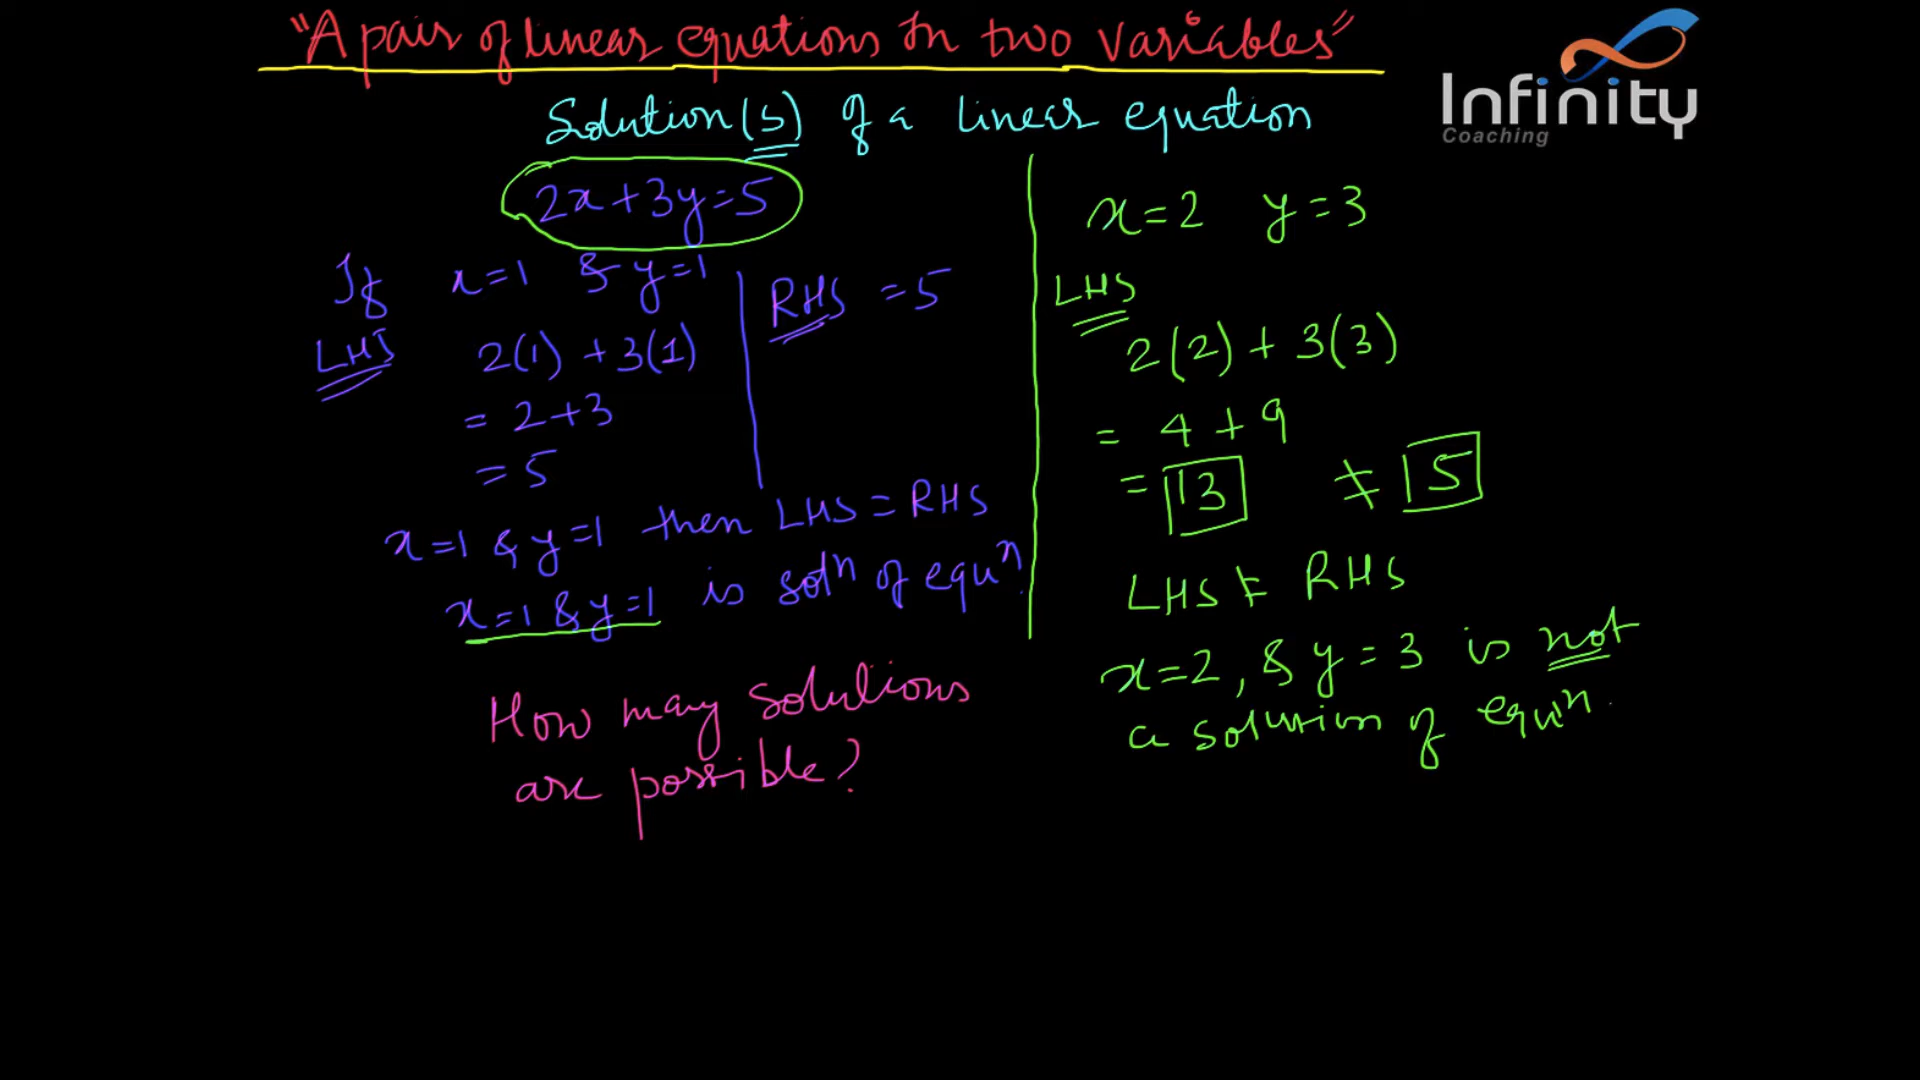 "A pair of linear equations In two variables"
Infinity
Coaching
Solution(s) of a linear equation
2x+3y=5
If x=1 & y=1
LHS 2(1) + 3(1)
= 2+3
= 5
RHS = 5
x=1 & y=1 then LHS = RHS
x=1 & y=1 is solⁿ of equⁿ.
How many solutions
are possible?
x=2 y=3
LHS
2(2) + 3(3)
= 4 + 9
= 13 ≠ 5
LHS ≠ RHS
x=2, & y=3 is not
a solution of equⁿ.